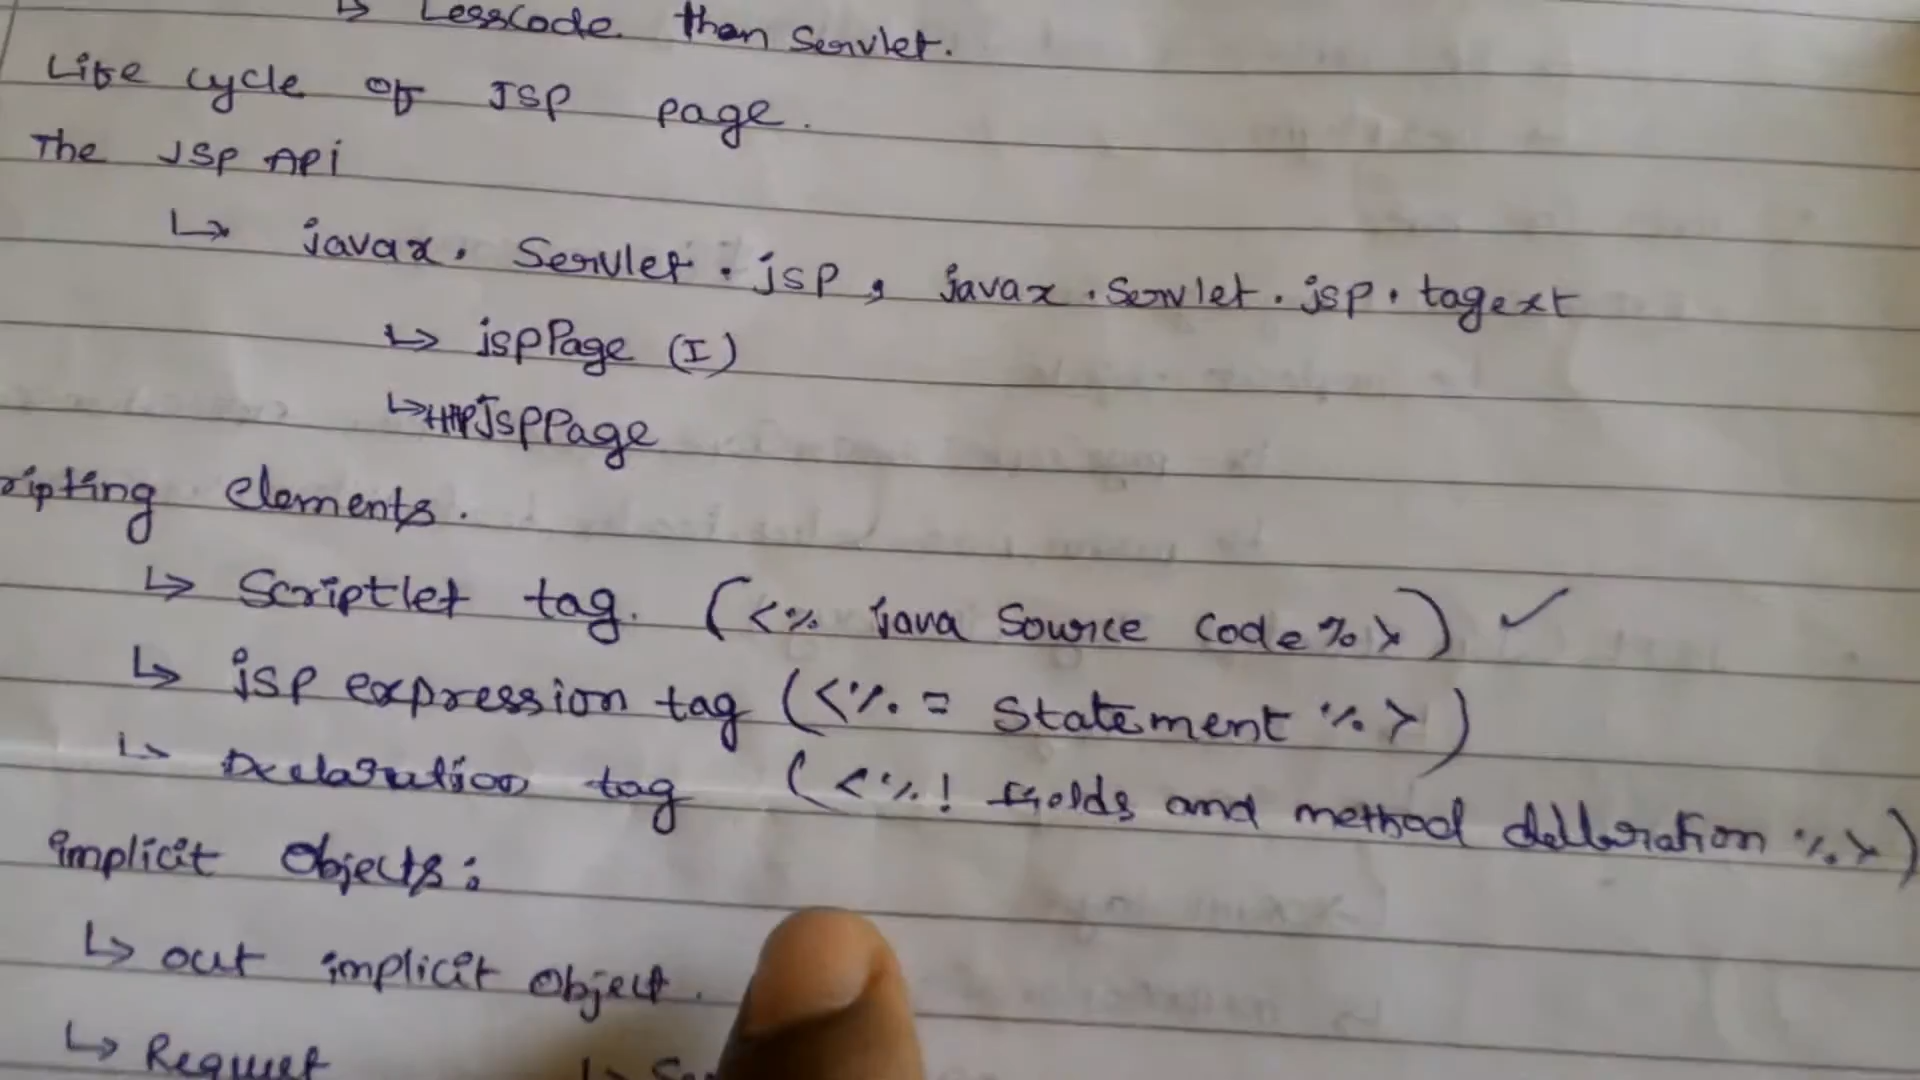 ↳ LessCode than Servlet.
Life cycle of JSP page.
The JSP API
↳ javax. Servlet. jsp, javax. Servlet. jsp. tagext
↳ jspPage (I)
↳ HttpJspPage
ripting elements.
↳ Scriptlet tag. (<% java Source Code %>) ✓
↳ jsp expression tag (<% = Statement %>)
↳ Declaration tag (<%! fields and method dellaration %>)
implicit Objects:
↳ out implicit object.
↳ Request